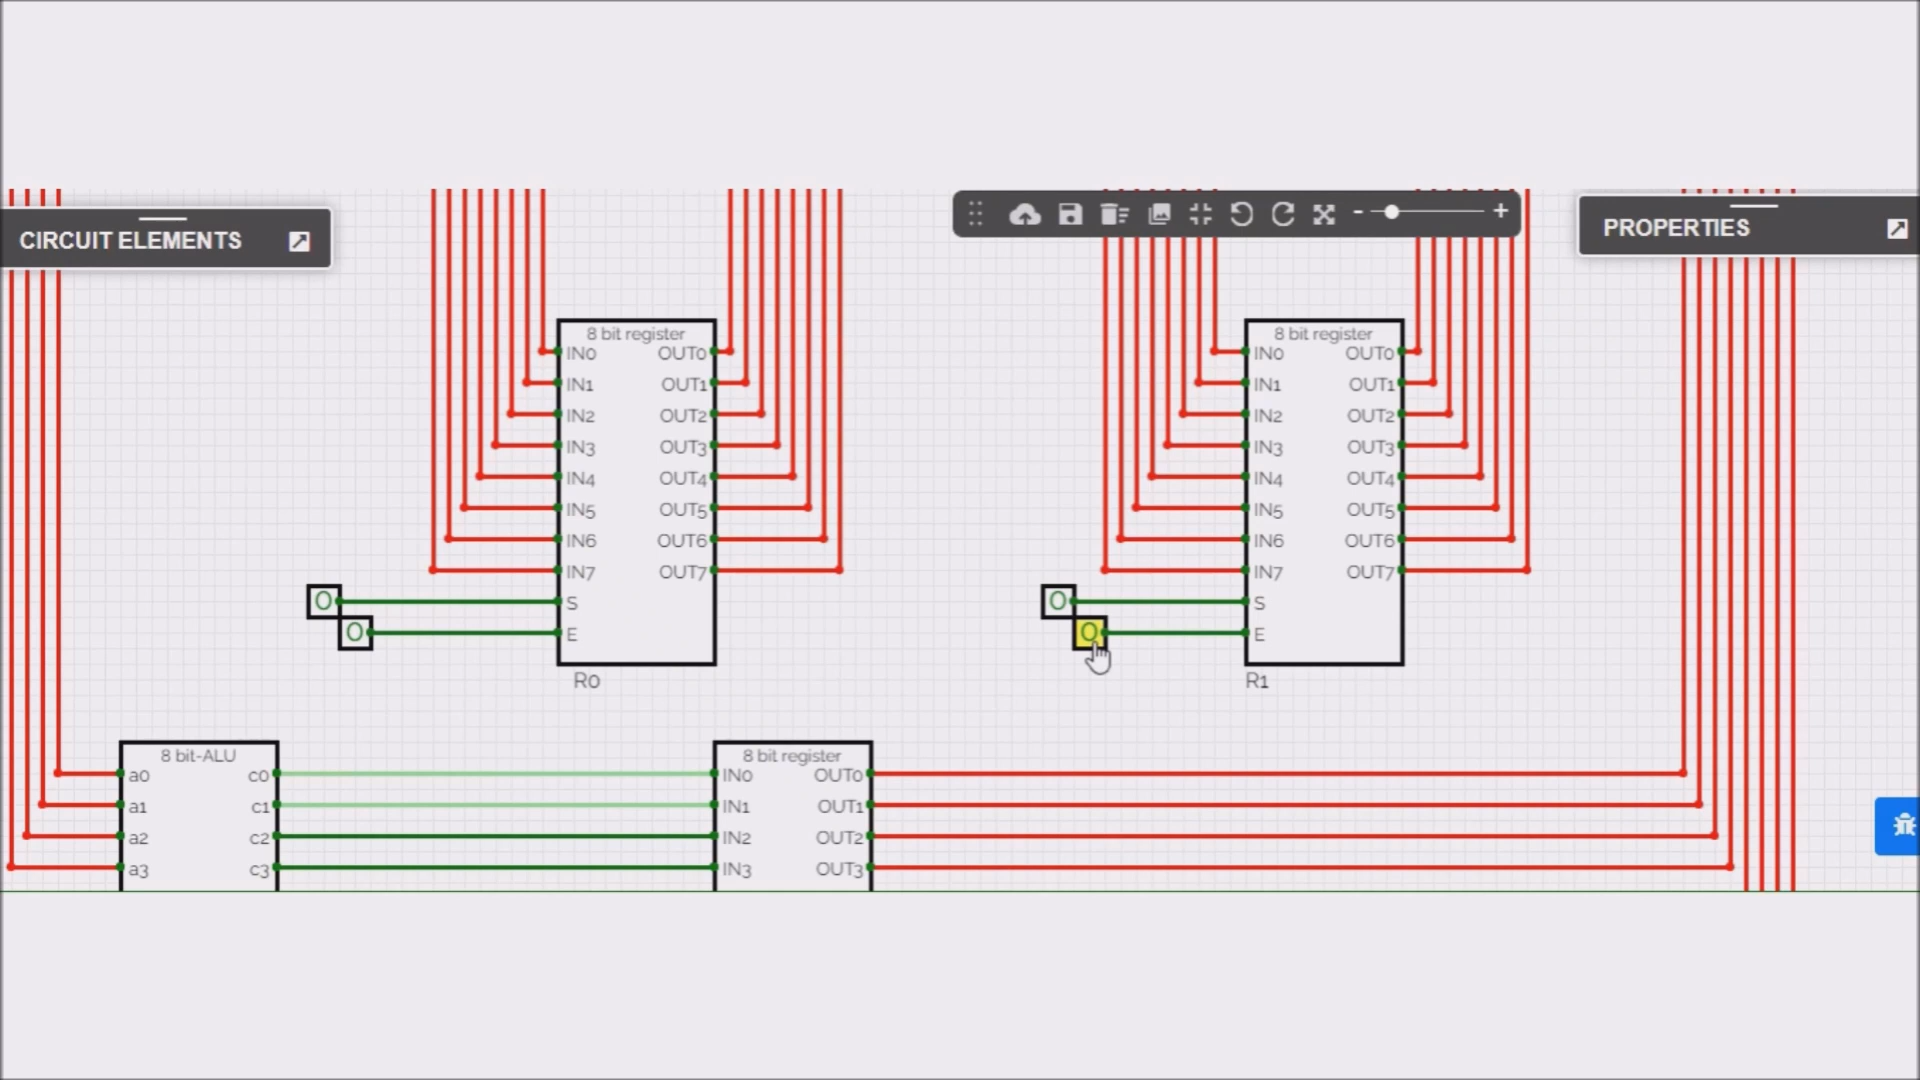 CIRCUIT ELEMENTS
- +
PROPERTIES
8 bit register
IN0 OUT0
IN1 OUT1
IN2 OUT2
IN3 OUT3
IN4 OUT4
IN5 OUT5
IN6 OUT6
IN7 OUT7
0 S
0 E
R0
8 bit register
IN0 OUT0
IN1 OUT1
IN2 OUT2
IN3 OUT3
IN4 OUT4
IN5 OUT5
IN6 OUT6
IN7 OUT7
0 S
0 E
R1
8 bit-ALU
a0 c0
a1 c1
a2 c2
a3 c3
8 bit register
IN0 OUT0
IN1 OUT1
IN2 OUT2
IN3 OUT3